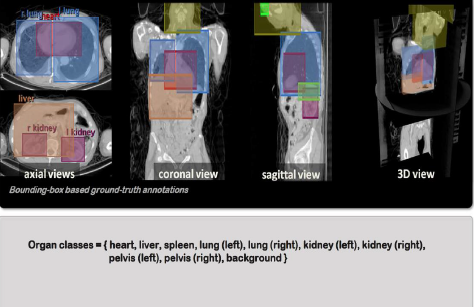 r lung heart l lung
liver
r kidney l kidney
axial views coronal view sagittal view 3D view
Bounding-box based ground-truth annotations
Organ classes = { heart, liver, spleen, lung (left), lung (right), kidney (left), kidney (right),
pelvis (left), pelvis (right), background }